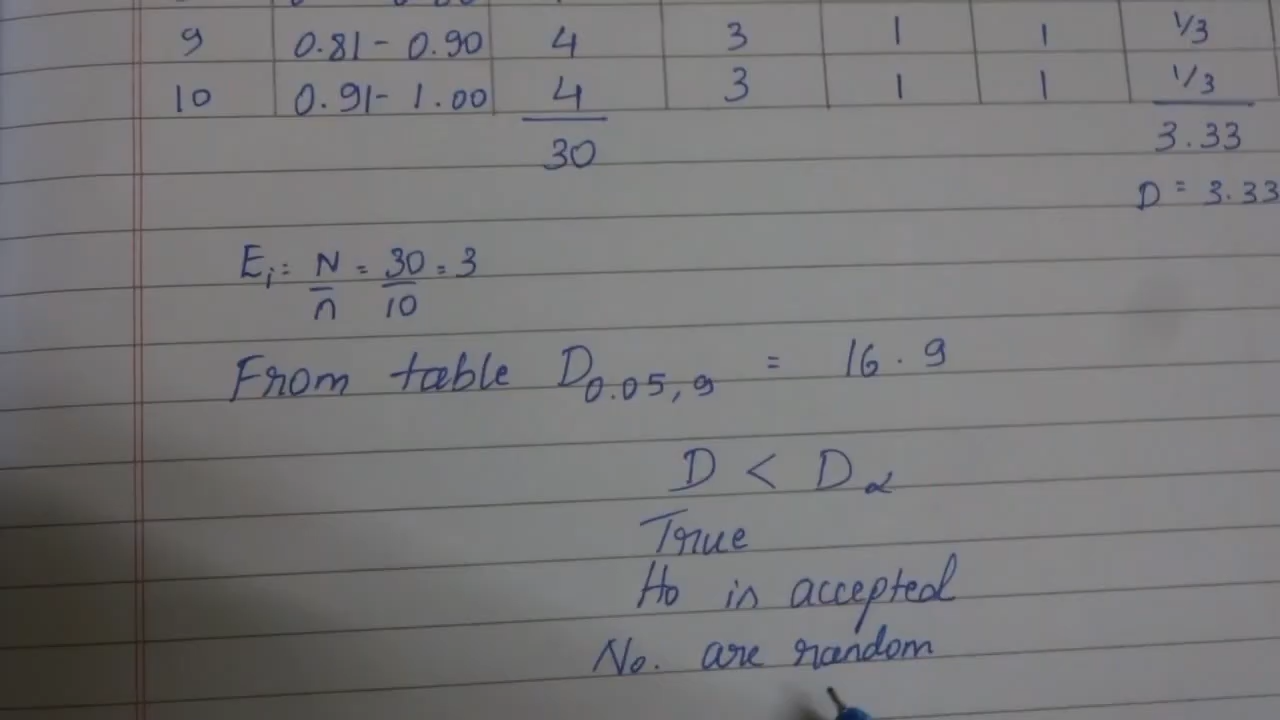 9 0.81 - 0.90 4 3 1 1 1/3
10 0.91 - 1.00 4 3 1 1 1/3
30 3.33
D = 3.33
Ei = N/n = 30/10 = 3
From table D0.05, 9 = 16.9
D < Dα
True
Ho is accepted
No. are random